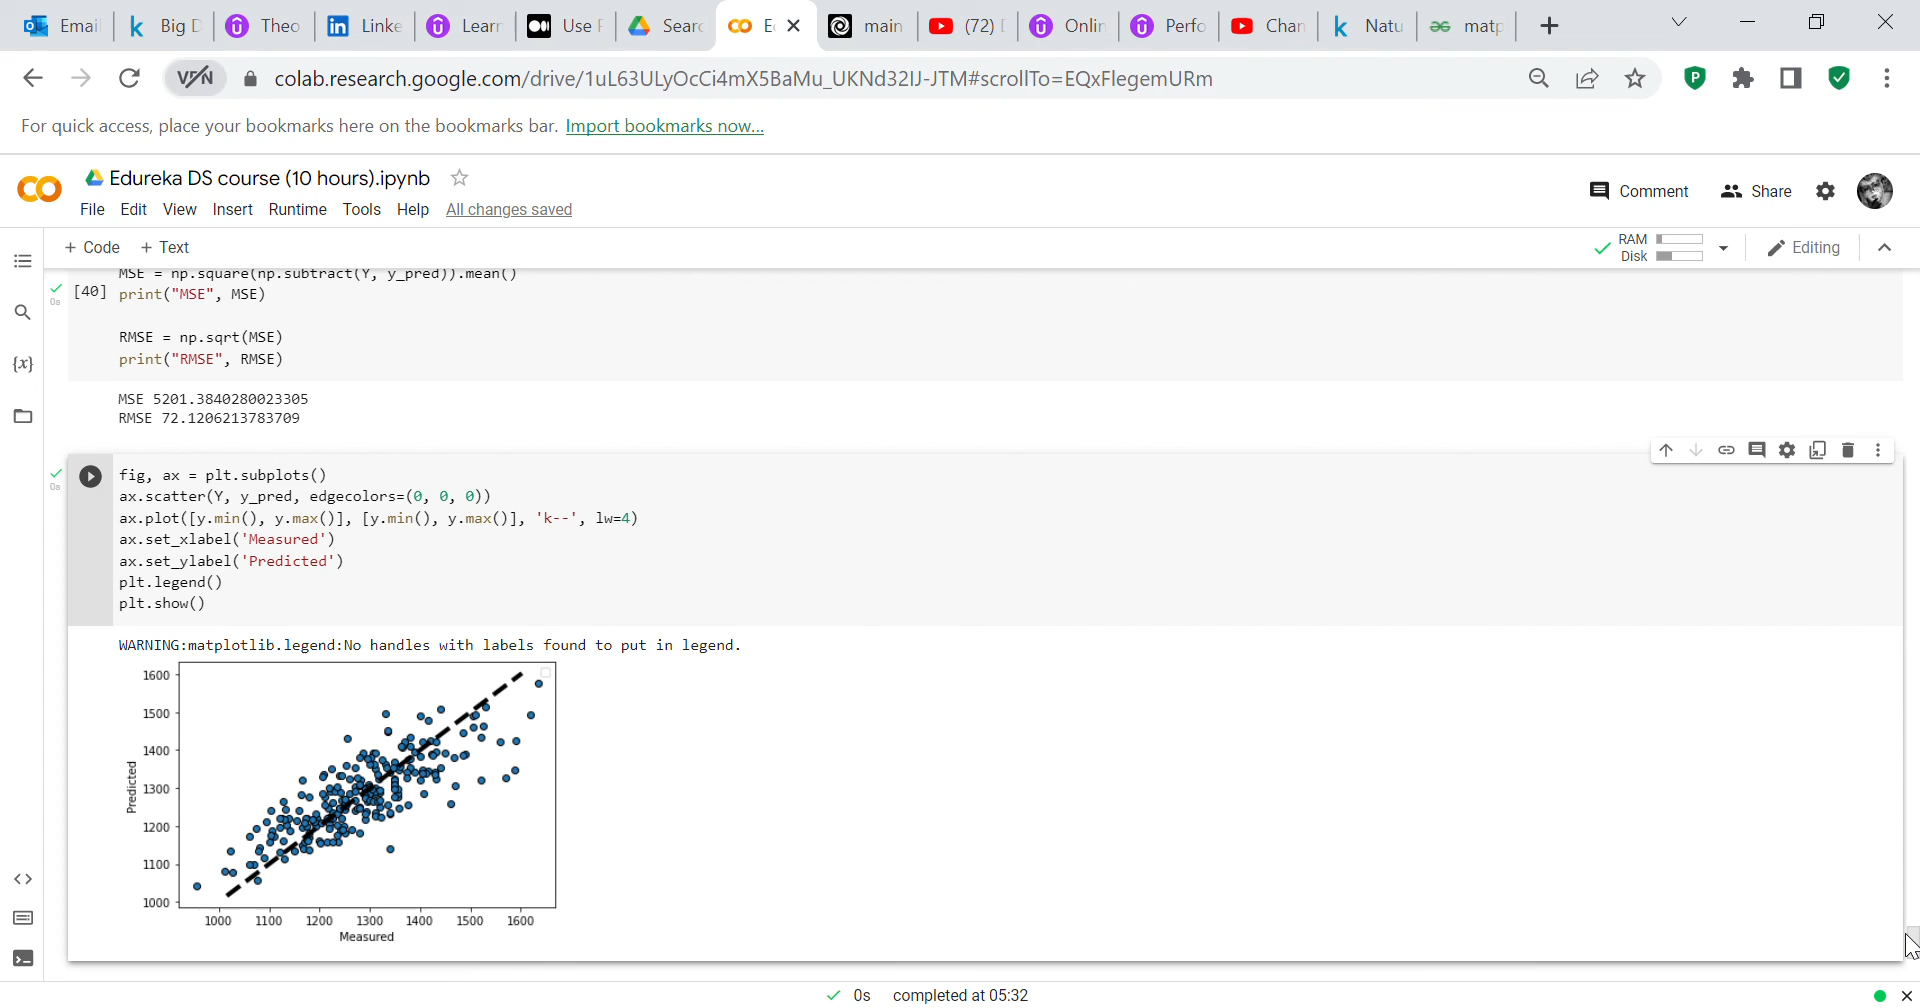 Email
Big D
Theo
Linke
Learn
Use F
Searc
E
main
(72)
Onlin
Perfo
Chan
Natu
matp
VPN
colab.research.google.com/drive/1uL63ULyOcCi4mX5BaMu_UKNd32IJ-JTM#scrollTo=EQxFlegemURm
For quick access, place your bookmarks here on the bookmarks bar. Import bookmarks now...
Edureka DS course (10 hours).ipynb
Comment
Share
File Edit View Insert Runtime Tools Help All changes saved
+ Code + Text
RAM
Disk
Editing
MSE = np.square(np.subtract(Y, y_pred)).mean()
[40] print("MSE", MSE)
0s
RMSE = np.sqrt(MSE)
{x}
print("RMSE", RMSE)
MSE 5201.3840280023305
RMSE 72.1206213783709
fig, ax = plt.subplots()
0s
ax.scatter(Y, y_pred, edgecolors=(0, 0, 0))
ax.plot([y.min(), y.max()], [y.min(), y.max()], 'k--', lw=4)
ax.set_xlabel('Measured')
ax.set_ylabel('Predicted')
plt.legend()
plt.show()
WARNING:matplotlib.legend:No handles with labels found to put in legend.
1600
1500
1400
1300
1200
1100
1000
Predicted
1000 1100 1200 1300 1400 1500 1600
Measured
0s completed at 05:32